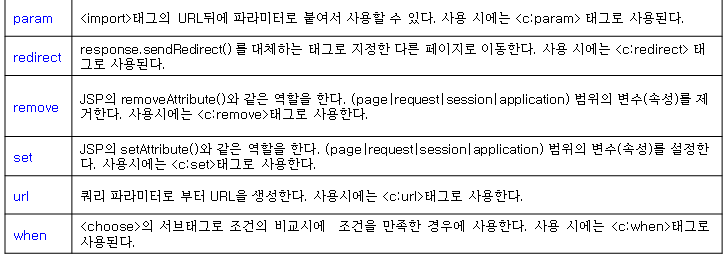 param
<import>태그의 URL뒤에 파라미터로 붙여서 사용할 수 있다. 사용 시에는 <c:param> 태그로 사용된다.
redirect
response.sendRedirect()를 대체하는 태그로 지정한 다른 페이지로 이동한다. 사용 시에는 <c:redirect> 태
그로 사용된다.
remove
JSP의 removeAttribute()와 같은 역할을 한다. (page|request|session|application) 범위의 변수(속성)를 제
거한다. 사용시에는 <c:remove>태그로 사용한다.
set
JSP의 setAttribute()와 같은 역할을 한다. (page|request|session|application) 범위의 변수(속성)를 설정한
다. 사용시에는 <c:set>태그로 사용한다.
url
쿼리 파라미터로 부터 URL을 생성한다. 사용시에는 <c:url>태그로 사용한다.
when
<choose>의 서브태그로 조건의 비교시에 조건을 만족한 경우에 사용한다. 사용 시에는 <c:when>태그로
사용된다.